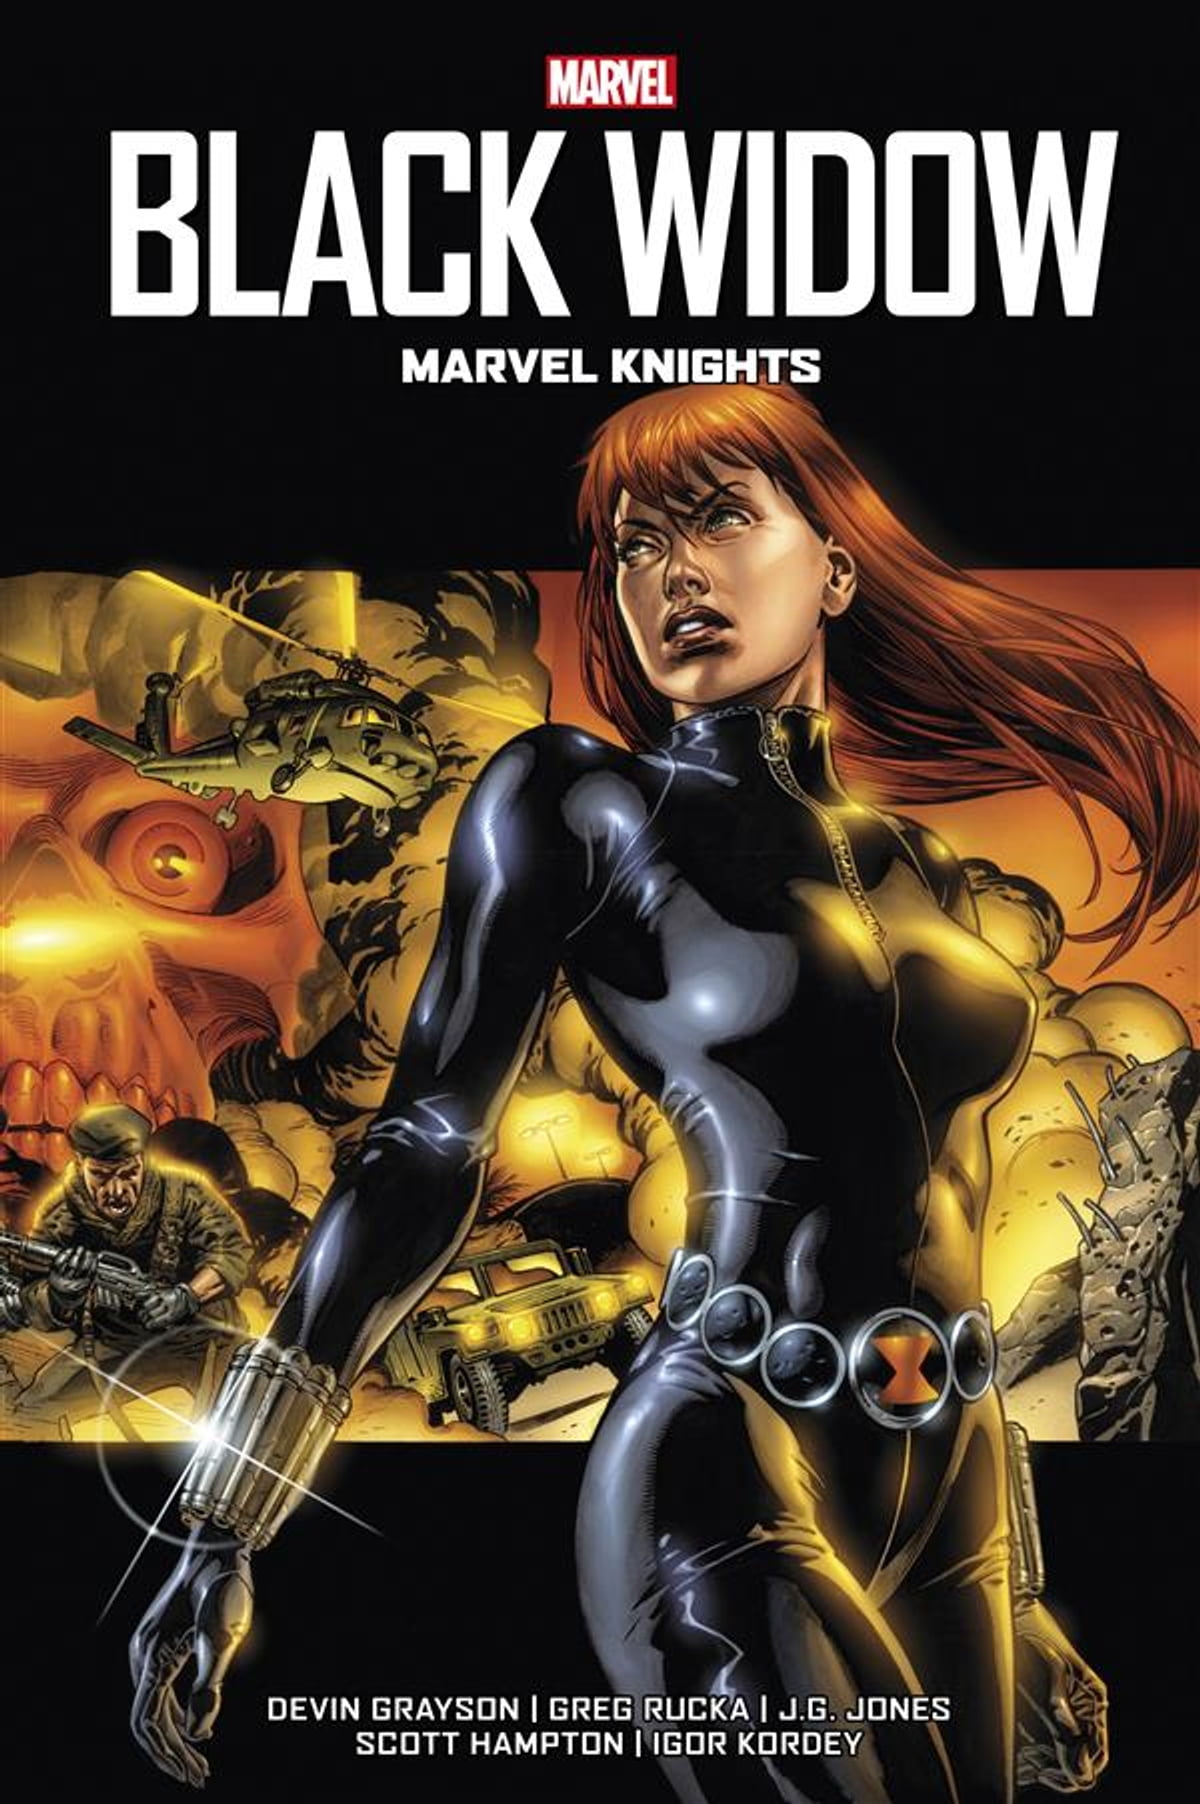 MARVEL
BLACK WIDOW
MARVEL KNIGHTS
DEVIN GRAYSON | GREG RUCKA | J.G. JONES
SCOTT HAMPTON | IGOR KORDEY